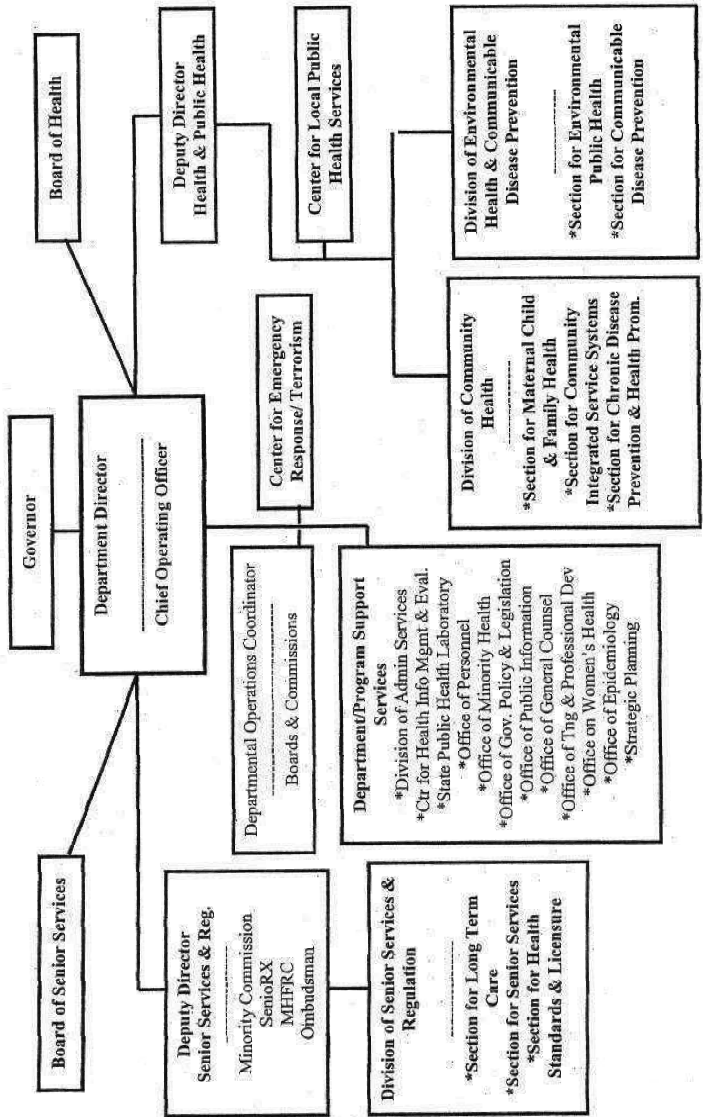 Governor
Board of Senior Services
Board of Health
Department Director
Chief Operating Officer
Deputy Director
Senior Services & Reg.
Minority Commission
SenioRX
MHFRC
Ombudsman
Departmental Operations Coordinator
Boards & Commissions
Center for Emergency
Response/ Terrorism
Deputy Director
Health & Public Health
Center for Local Public
Health Services
Division of Senior Services &
Regulation
*Section for Long Term
Care
*Section for Senior Services
*Section for Health
Standards & Licensure
Department/Program Support
Services
*Division of Admin Services
*Ctr for Health Info Mgmt & Eval.
*State Public Health Laboratory
*Office of Personnel
*Office of Minority Health
*Office of Gov. Policy & Legislation
*Office of Public Information
*Office of General Counsel
*Office of Tng & Professional Dev
*Office on Women's Health
*Office of Epidemiology
*Strategic Planning
Division of Community
Health
*Section for Maternal Child
& Family Health
*Section for Community
Integrated Service Systems
*Section for Chronic Disease
Prevention & Health Prom.
Division of Environmental
Health & Communicable
Disease Prevention
*Section for Environmental
Public Health
*Section for Communicable
Disease Prevention